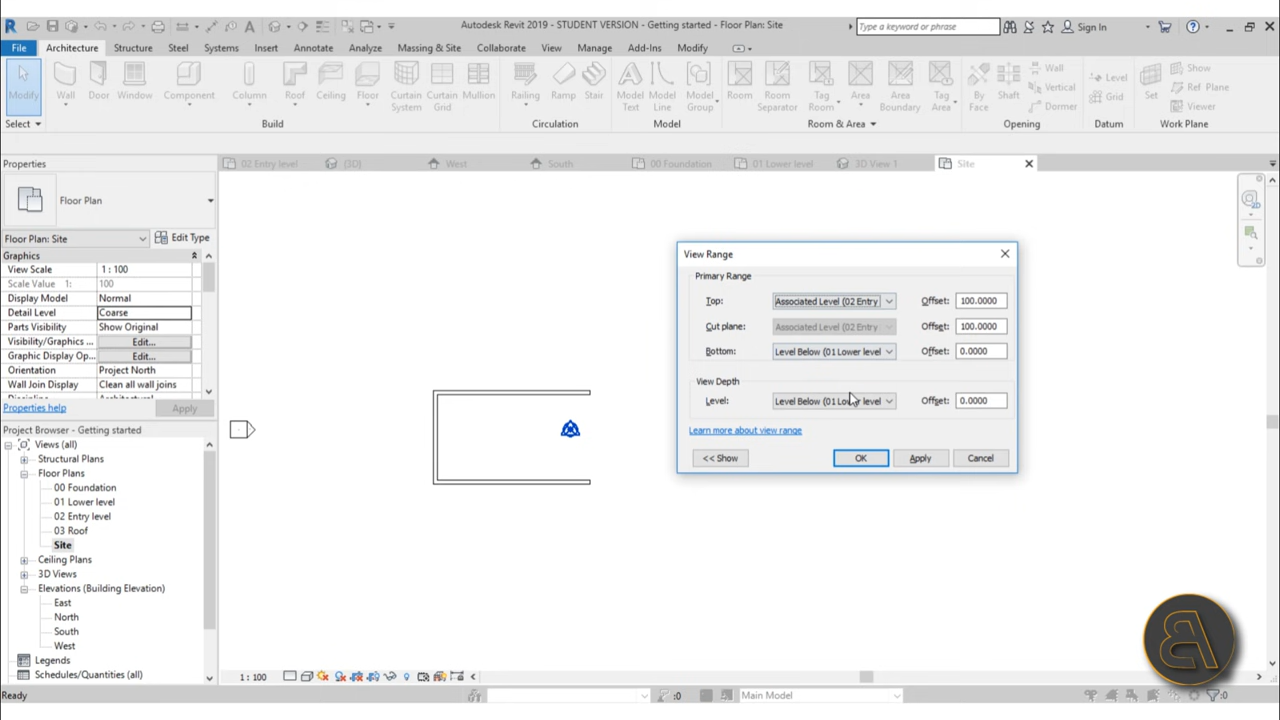 Autodesk Revit 2019 - STUDENT VERSION - Getting started - Floor Plan: Site
Type a keyword or phrase
Sign In
File Architecture Structure Steel Systems Insert Annotate Analyze Massing & Site Collaborate View Manage Add-Ins Modify
Modify Wall Door Window Component Column Roof Ceiling Floor Curtain System Curtain Grid Mullion Railing Ramp Stair Model Text Model Line Model Group Room Room Separator Tag Room Area Area Boundary Tag Area By Face Shaft Wall Vertical Dormer Level Grid Set Show Ref Plane Viewer
Select Build Circulation Model Room & Area Opening Datum Work Plane
Properties
02 Entry level {3D} West South 00 Foundation 01 Lower level 3D View 1 Site
Floor Plan
Floor Plan: Site Edit Type
Graphics
View Scale 1 : 100
Scale Value 1: 100
Display Model Normal
Detail Level Coarse
Parts Visibility Show Original
Visibility/Graphics ... Edit...
Graphic Display Op... Edit...
Orientation Project North
Wall Join Display Clean all wall joins
Properties help Apply
Project Browser - Getting started
Views (all)
Structural Plans
Floor Plans
00 Foundation
01 Lower level
02 Entry level
03 Roof
Site
Ceiling Plans
3D Views
Elevations (Building Elevation)
East
North
South
West
Legends
Schedules/Quantities (all)
View Range
Primary Range
Top: Associated Level (02 Entry Offset: 100.0000
Cut plane: Associated Level (02 Entry Offset: 100.0000
Bottom: Level Below (01 Lower level Offset: 0.0000
View Depth
Level: Level Below (01 Lower level Offset: 0.0000
Learn more about view range
<< Show OK Apply Cancel
1 : 100
Ready
:0 Main Model :0